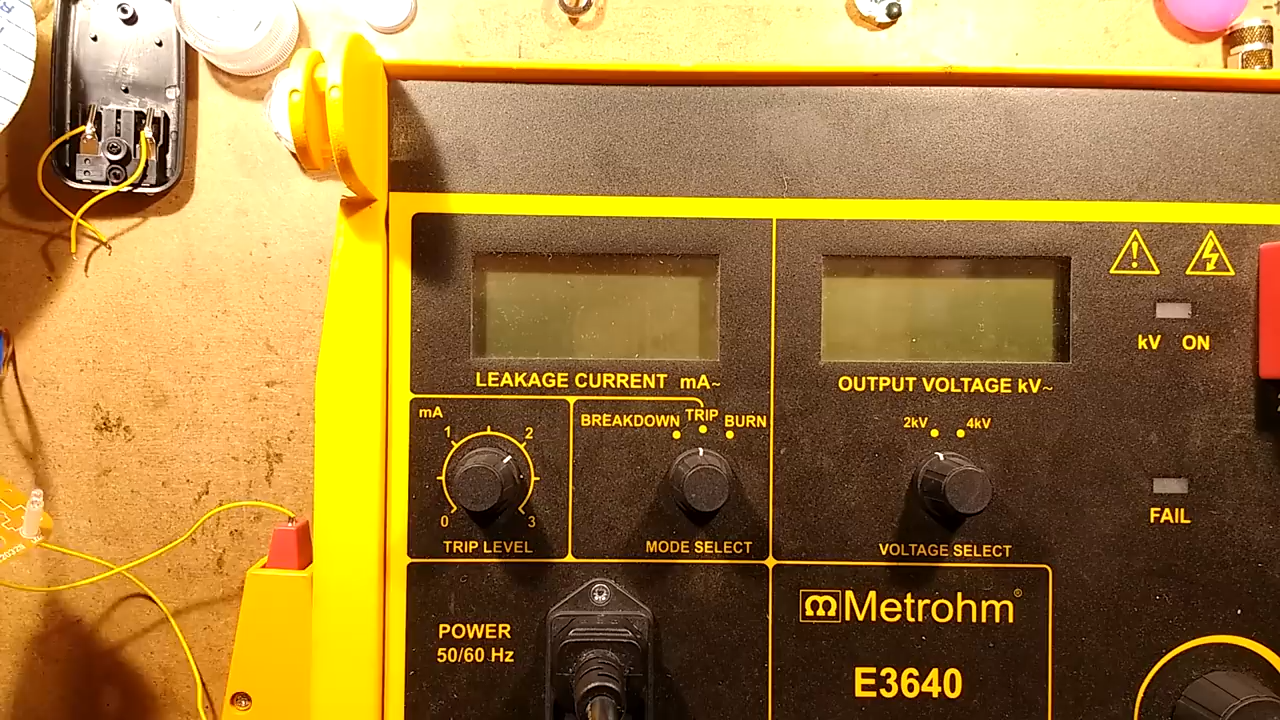 LEAKAGE CURRENT mA~
OUTPUT VOLTAGE kV~
kV ON
mA
BREAKDOWN TRIP BURN
2kV 4kV
1 2
0 3
FAIL
TRIP LEVEL
MODE SELECT
VOLTAGE SELECT
POWER
50/60 Hz
Metrohm®
E3640